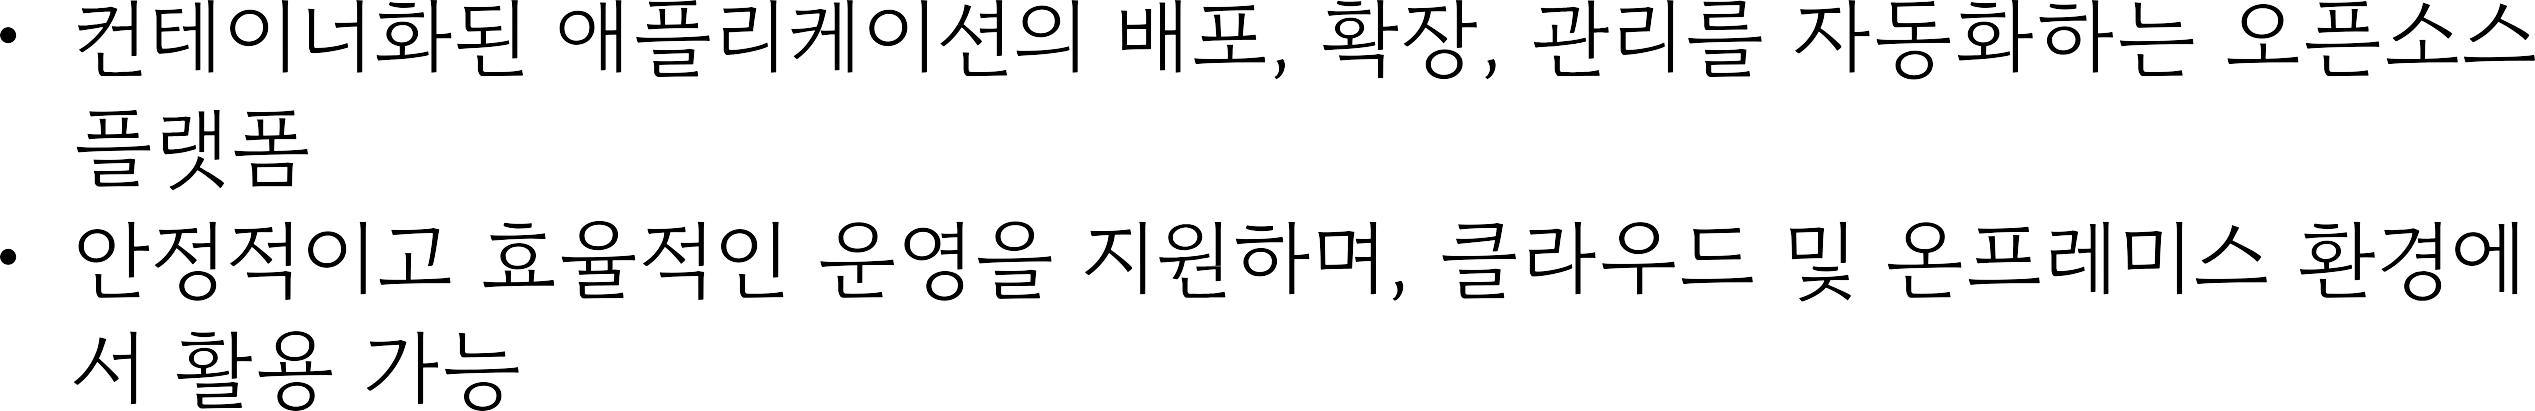 • 컨테이너화된 애플리케이션의 배포, 확장, 관리를 자동화하는 오픈소스
플랫폼
• 안정적이고 효율적인 운영을 지원하며, 클라우드 및 온프레미스 환경에
서 활용 가능